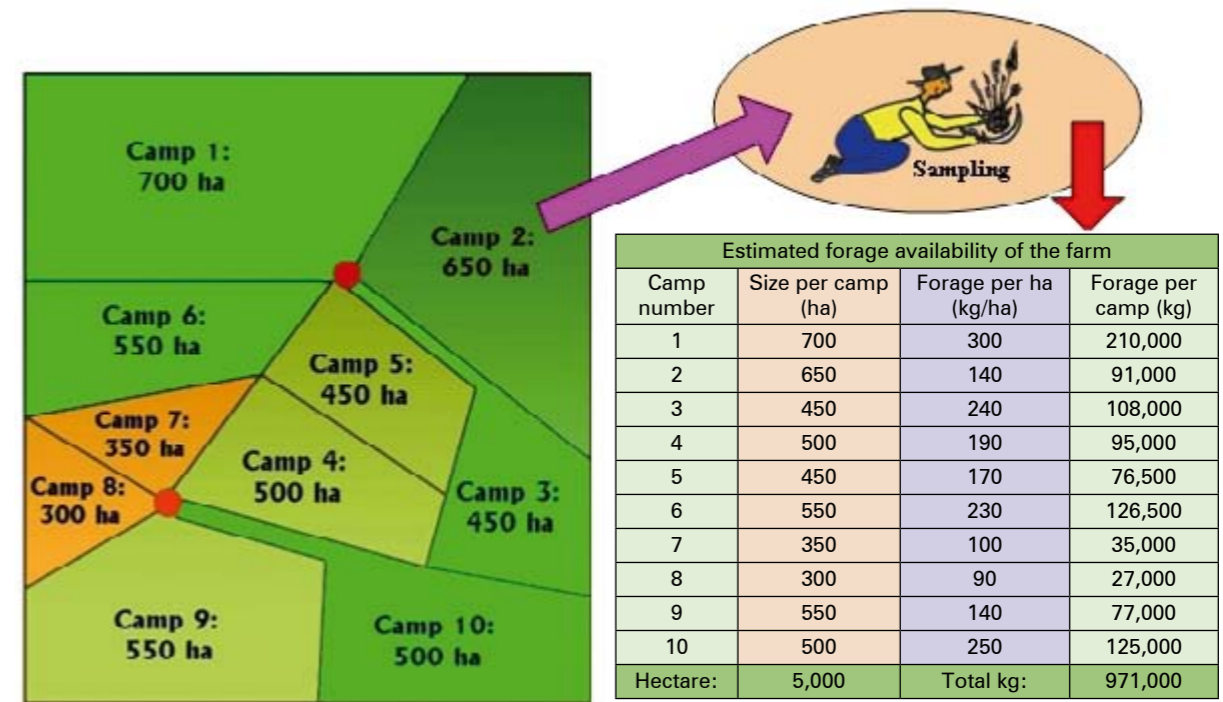 Camp 1:
700 ha
Camp 2:
650 ha
Camp 6:
550 ha
Camp 5:
450 ha
Camp 7:
350 ha
Camp 4:
500 ha
Camp 8:
300 ha
Camp 3:
450 ha
Camp 9:
550 ha
Camp 10:
500 ha
Sampling
Estimated forage availability of the farm
Camp number Size per camp (ha) Forage per ha (kg/ha) Forage per camp (kg)
1 700 300 210,000
2 650 140 91,000
3 450 240 108,000
4 500 190 95,000
5 450 170 76,500
6 550 230 126,500
7 350 100 35,000
8 300 90 27,000
9 550 140 77,000
10 500 250 125,000
Hectare: 5,000 Total kg: 971,000